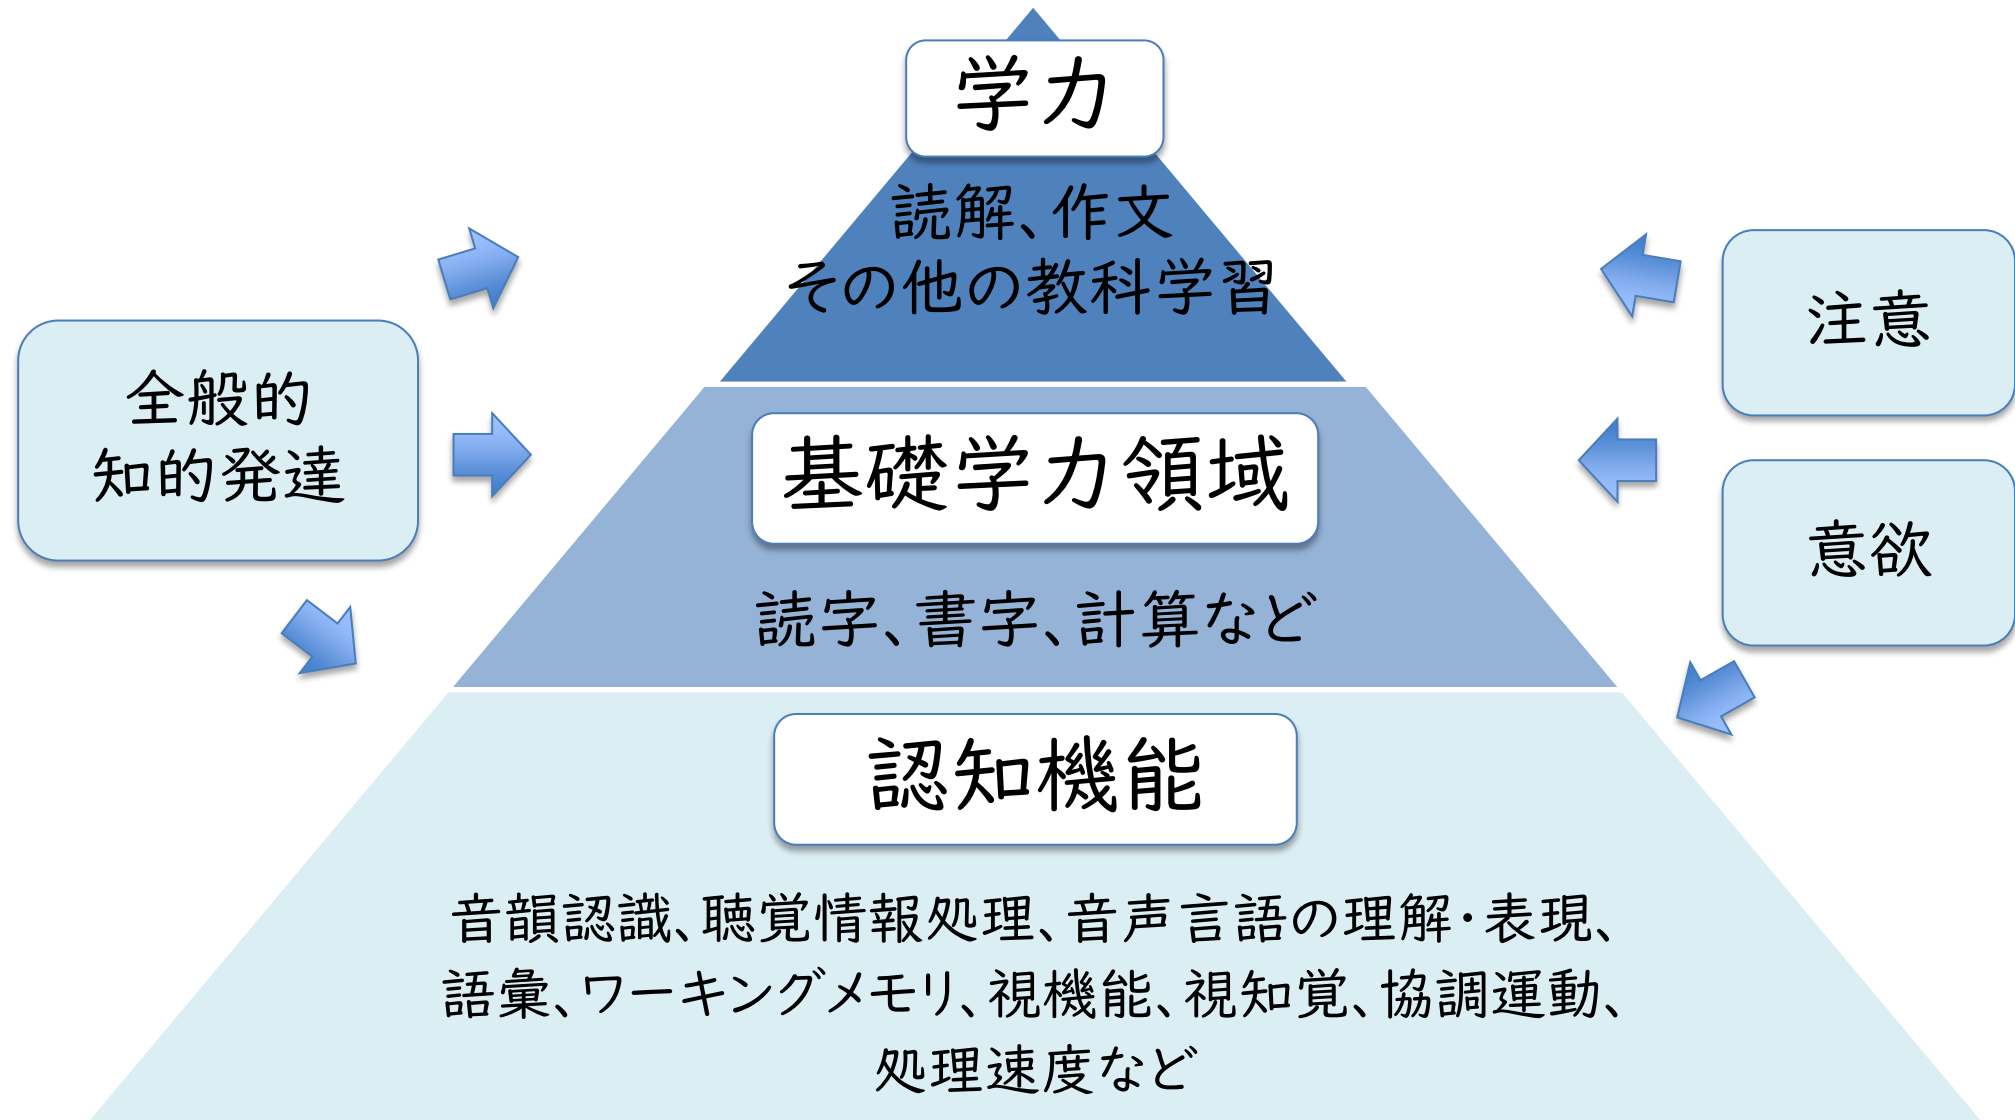 学力
読解、作文
その他の教科学習
全般的
知的発達
注意
基礎学力領域
意欲
読字、書字、計算など
認知機能
音韻認識、聴覚情報処理、音声言語の理解・表現、
語彙、ワーキングメモリ、視機能、視知覚、協調運動、
処理速度など